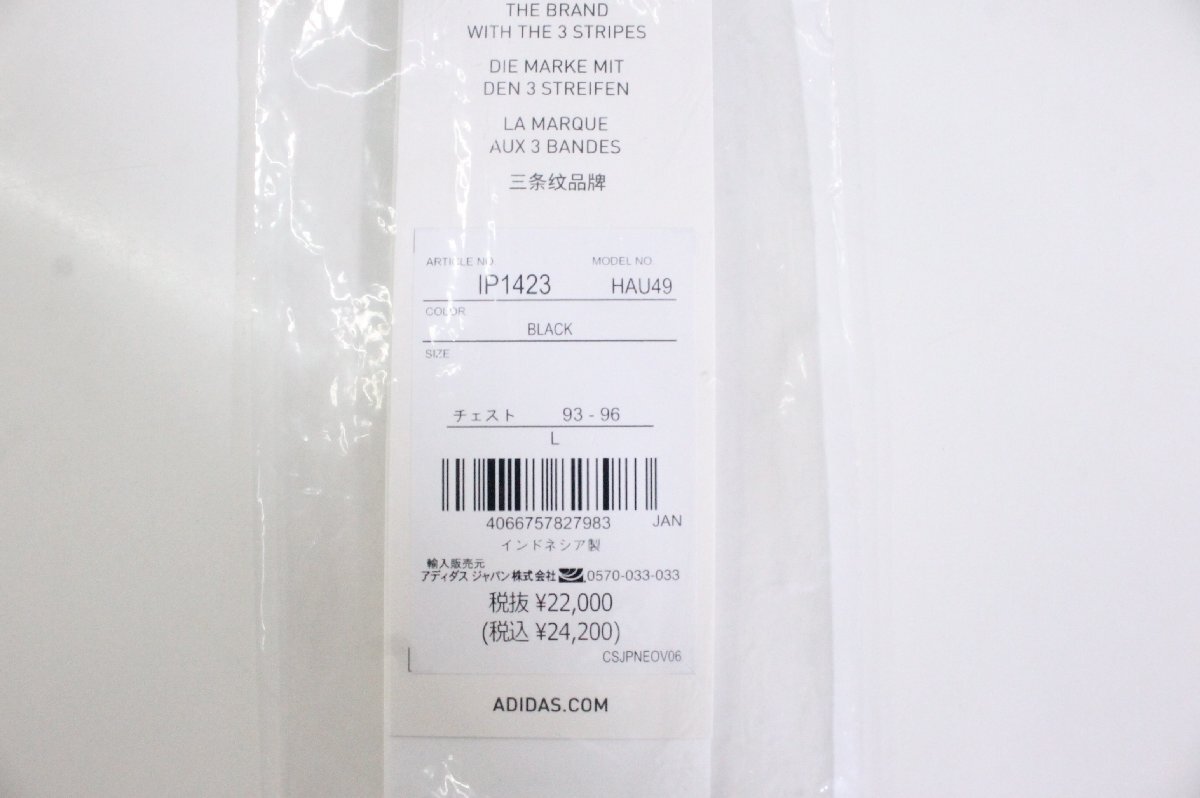 THE BRAND
WITH THE 3 STRIPES
DIE MARKE MIT
DEN 3 STREIFEN
LA MARQUE
AUX 3 BANDES
三条纹品牌
ARTICLE NO. MODEL NO.
IP1423 HAU49
COLOR
BLACK
SIZE
チェスト 93 - 96
L
4066757827983 JAN
インドネシア製
輸入販売元
アディダス ジャパン株式会社 0570-033-033
税抜 ¥22,000
(税込 ¥24,200)
CSJPNEOV06
ADIDAS.COM